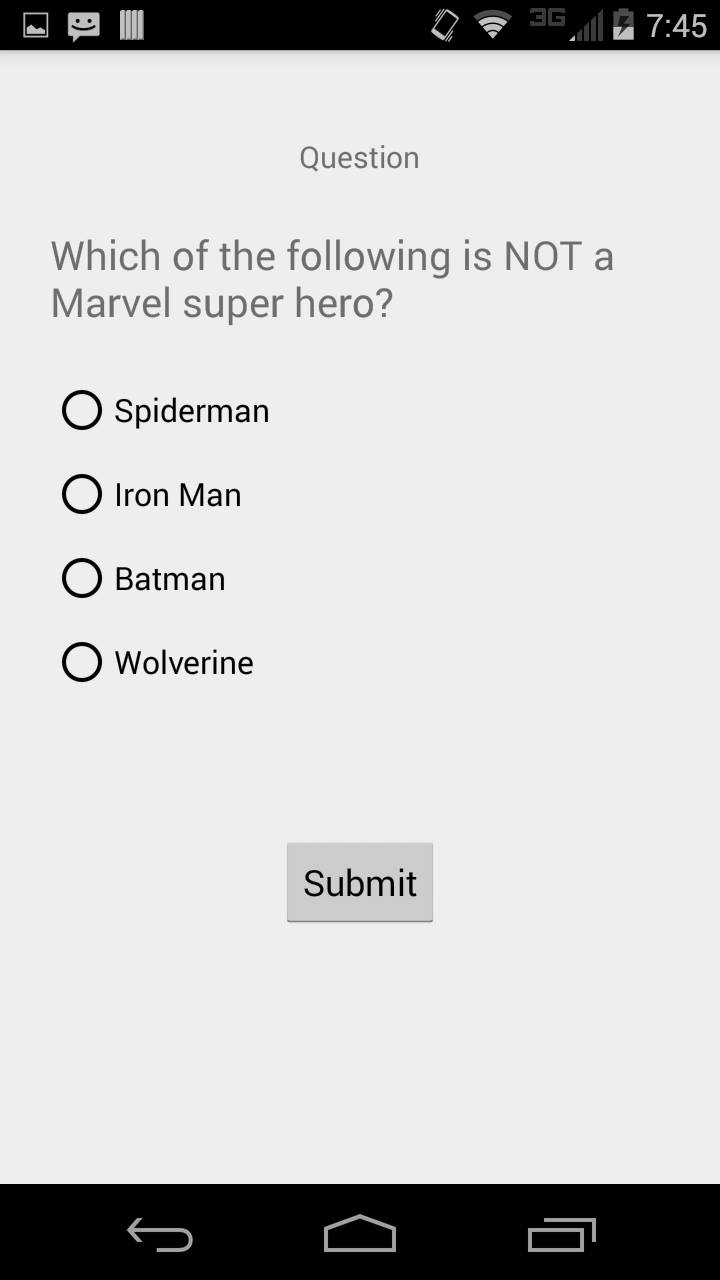 3G 7:45
Question
Which of the following is NOT a
Marvel super hero?
Spiderman
Iron Man
Batman
Wolverine
Submit